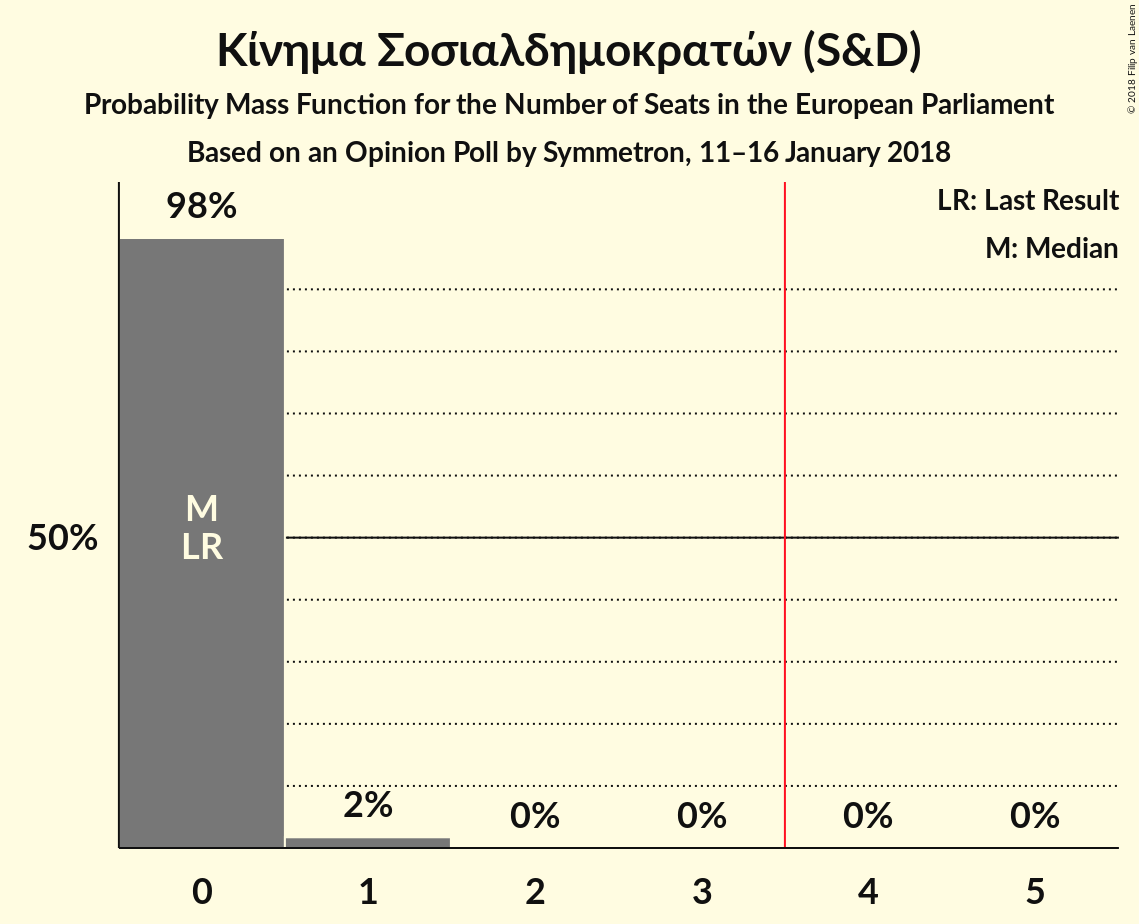 Κίνημα Σοσιαλδημοκρατών (S&D)
Probability Mass Function for the Number of Seats in the European Parliament
Based on an Opinion Poll by Symmetron, 11–16 January 2018
© 2018 Filip van Laenen
LR: Last Result
M: Median
98%
M
LR
50%
2%
0%
0%
0%
0%
0
1
2
3
4
5